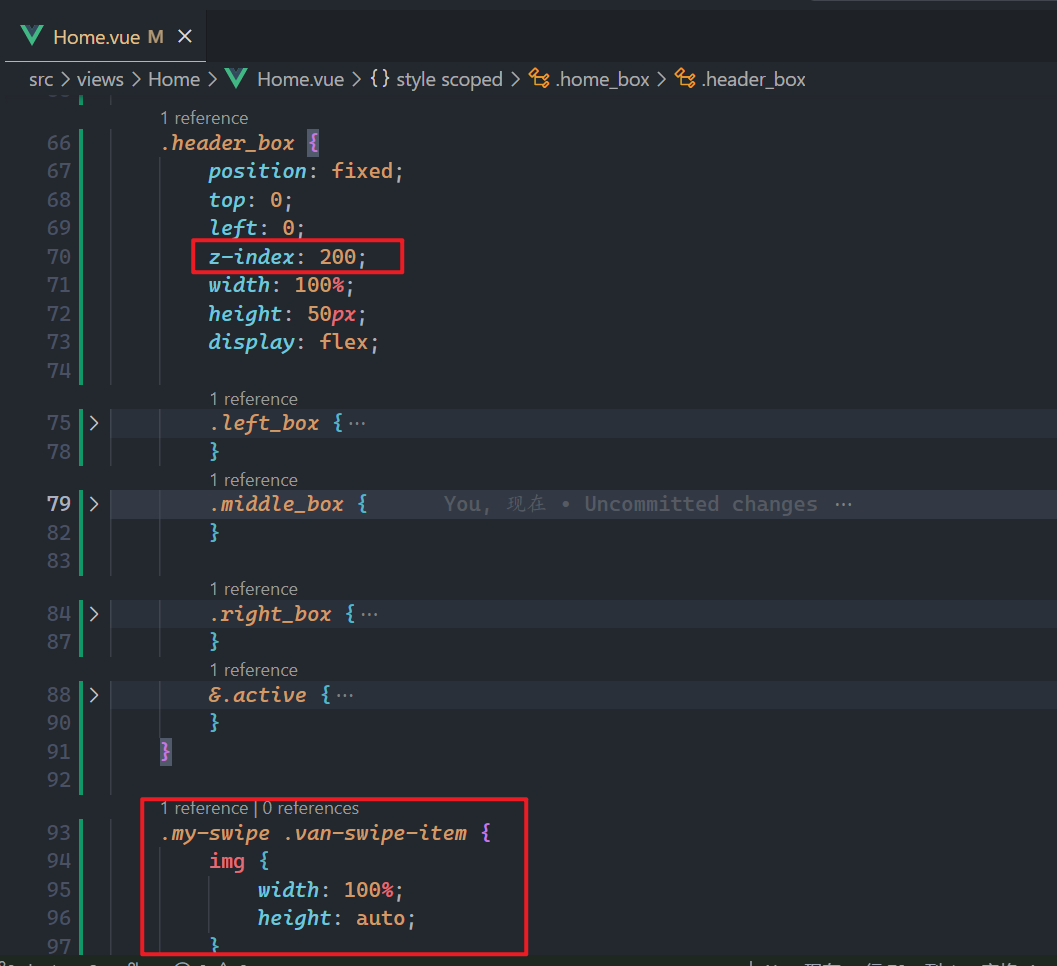 Home.vue M ×
src > views > Home > Home.vue > {} style scoped > .home_box > .header_box
1 reference
66 .header_box {
67 position: fixed;
68 top: 0;
69 left: 0;
70 z-index: 200;
71 width: 100%;
72 height: 50px;
73 display: flex;
74
1 reference
75 > .left_box { ···
78 }
1 reference
79 > .middle_box { You, 现在 • Uncommitted changes ···
82 }
83
1 reference
84 > .right_box { ···
87 }
1 reference
88 > &.active { ···
90 }
91 }
92
1 reference | 0 references
93 .my-swipe .van-swipe-item {
94 img {
95 width: 100%;
96 height: auto;
97 }